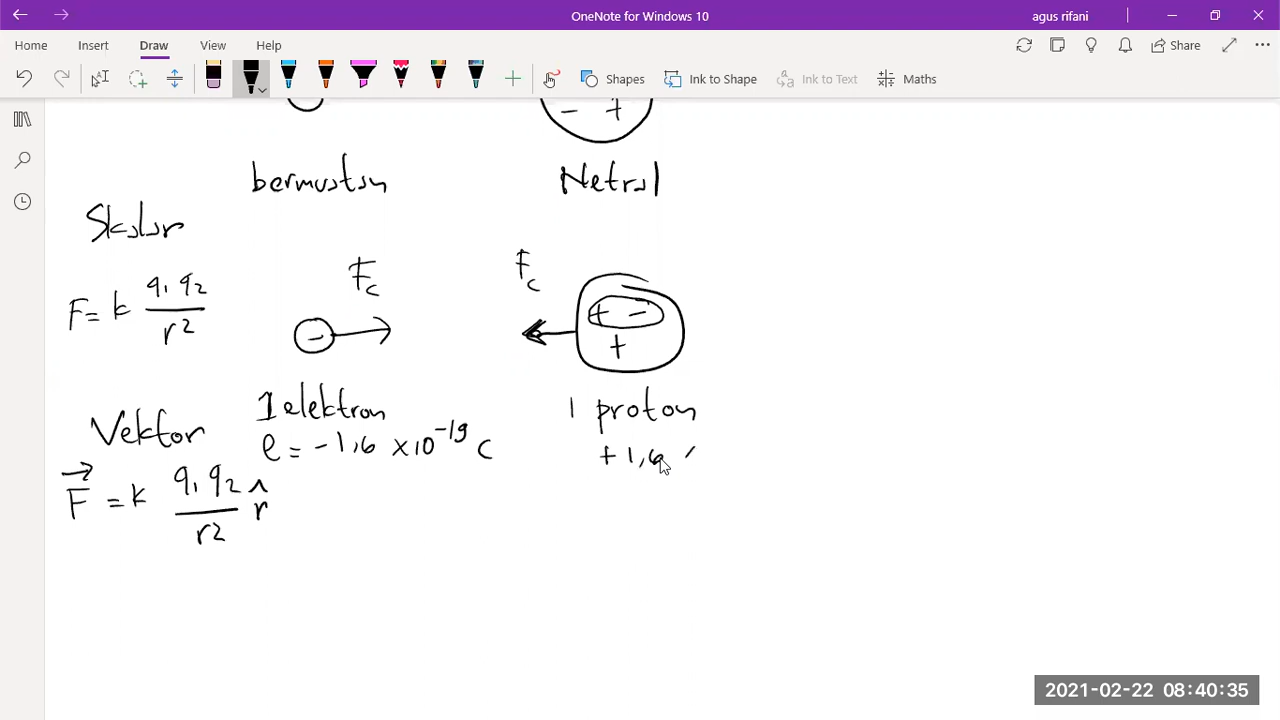 OneNote for Windows 10
agus rifani
Home Insert Draw View Help
Share
Shapes
Ink to Shape
Ink to Text
Maths
- +
bermuatan
Netral
Skalar
F = k q1 q2 / r2
Fc
Fc
-
+ -
+
1 elektron
e = -1,6 x10-19 C
1 proton
+1,6
Vektor
F = k q1 q2 / r2 r̂
2021-02-22 08:40:35